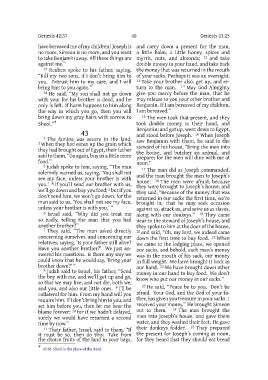 Genesis 42:37
40
Genesis 43:25
have bereaved me of my children! Joseph is
no more, Simeon is no more, and you want
to take Benjamin away. All these things are
against me."
37 Reuben spoke to his father, saying,
"Kill my two sons, if I don't bring him to
you. Entrust him to my care, and I will
bring him to you again."
38 He said, "My son shall not go down
with you; for his brother is dead, and he
only is left. If harm happens to him along
the way in which you go, then you will
bring down my gray hairs with sorrow to
Sheol."
43
1 The famine was severe in the land.
2 When they had eaten up the grain which
they had brought out of Egypt, their father
said to them, "Go again, buy us a little more
food."
3 Judah spoke to him, saying, "The man
solemnly warned us, saying, 'You shall not
see my face, unless your brother is with
you.' 4 If you'll send our brother with us,
we'll go down and buy you food; 5 but if you
don't send him, we won't go down, for the
man said to us, 'You shall not see my face,
unless your brother is with you.'"
6 Israel said, "Why did you treat me
so badly, telling the man that you had
another brother?"
7 They said, "The man asked directly
concerning ourselves, and concerning our
relatives, saying, 'Is your father still alive?
Have you another brother?' We just an-
swered his questions. Is there any way we
could know that he would say, 'Bring your
brother down?'"
8 Judah said to Israel, his father, "Send
the boy with me, and we'll get up and go,
so that we may live, and not die, both we,
and you, and also our little ones. 9 I'll be
collateral for him. From my hand will you
require him. If I don't bring him to you, and
set him before you, then let me bear the
blame forever; 10 for if we hadn't delayed,
surely we would have returned a second
time by now."
11 Their father, Israel, said to them, "If
it must be so, then do this: Take from
the choice fruits of the land in your bags,
and carry down a present for the man,
a little balm, a little honey, spices and
myrrh, nuts, and almonds; 12 and take
double money in your hand, and take back
the money that was returned in the mouth
of your sacks. Perhaps it was an oversight.
13 Take your brother also, get up, and re-
turn to the man. 14 May God Almighty
give you mercy before the man, that he
may release to you your other brother and
Benjamin. If I am bereaved of my children,
I am bereaved."
15 The men took that present, and they
took double money in their hand, and
Benjamin; and got up, went down to Egypt,
and stood before Joseph. 16 When Joseph
saw Benjamin with them, he said to the
steward of his house, "Bring the men into
the house, and butcher an animal, and
prepare; for the men will dine with me at
noon."
17 The man did as Joseph commanded,
and the man brought the men to Joseph's
house. 18 The men were afraid, because
they were brought to Joseph's house; and
they said, "Because of the money that was
returned in our sacks the first time, we're
brought in; that he may seek occasion
against us, attack us, and seize us as slaves,
along with our donkeys." 19 They came
near to the steward of Joseph's house, and
they spoke to him at the door of the house,
20 and said, "Oh, my lord, we indeed came
down the first time to buy food. 21 When
we came to the lodging place, we opened
our sacks, and behold, each man's money
was in the mouth of his sack, our money
in full weight. We have brought it back in
our hand. 22 We have brought down other
money in our hand to buy food. We don't
know who put our money in our sacks."
23 He said, "Peace be to you. Don't be
afraid. Your God, and the God of your fa-
ther, has given you treasure in your sacks. I
received your money." He brought Simeon
out to them. 24 The man brought the
men into Joseph's house, and gave them
water, and they washed their feet. He gave
their donkeys fodder. 25 They prepared
the present for Joseph's coming at noon,
for they heard that they should eat bread
42:38 Sheol is the place of the dead.